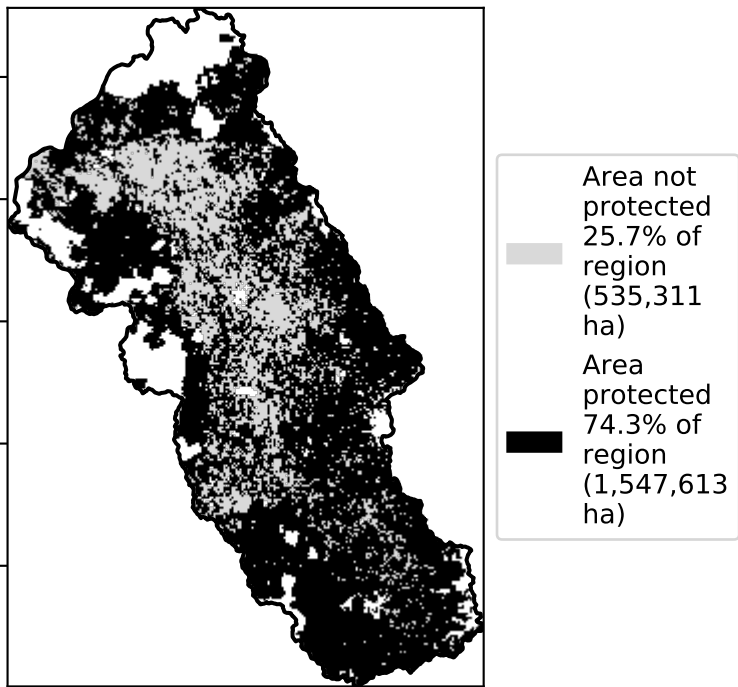 Area not
protected
25.7% of
region
(535,311
ha)
Area
protected
74.3% of
region
(1,547,613
ha)